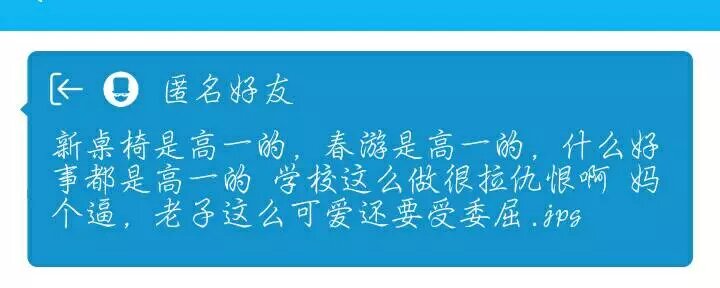 匿名好友
新桌椅是高一的，春游是高一的，什么好
事都是高一的 学校这么做很拉仇恨啊 妈
个逼，老子这么可爱还要受委屈.jpg